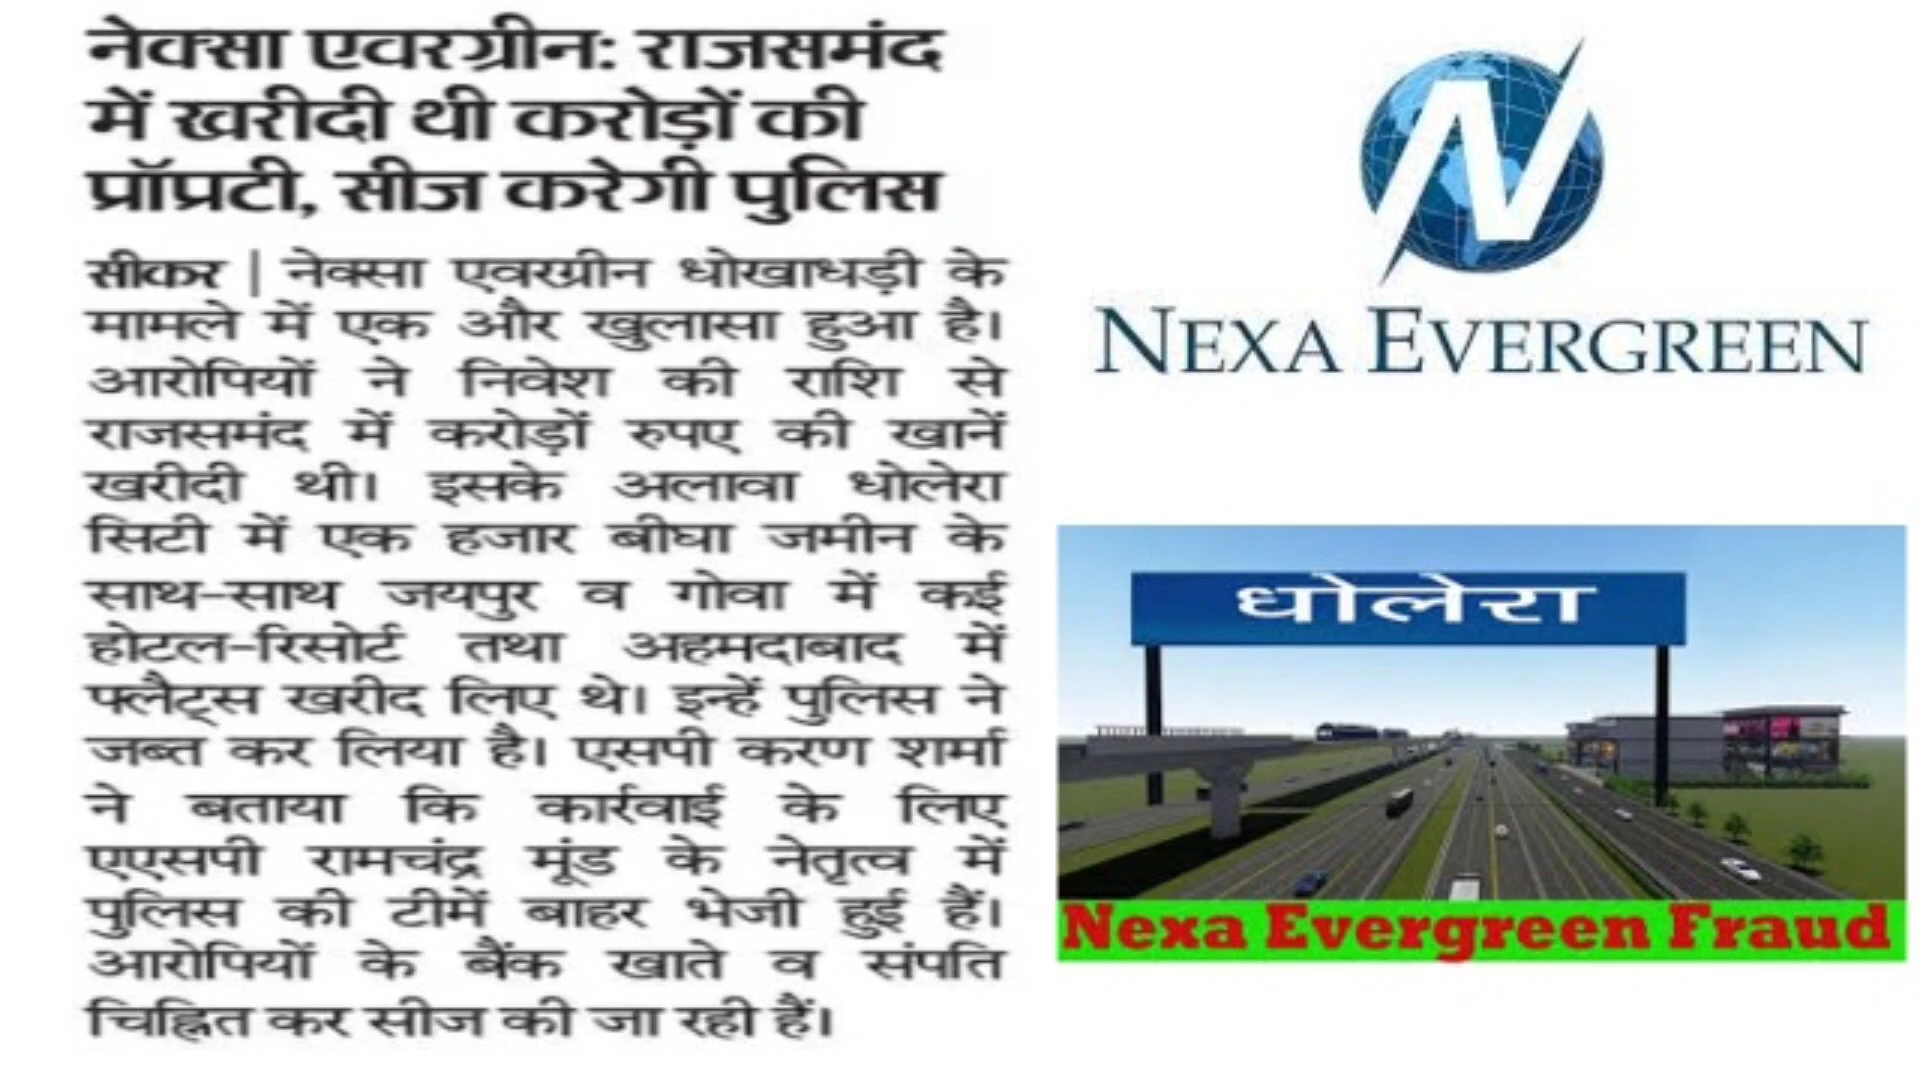 नेक्सा एवरग्रीन: राजसमंद
में खरीदी थी करोड़ों की
प्रॉप्रटी, सीज करेगी पुलिस
सीकर | नेक्सा एवरग्रीन धोखाधड़ी के
मामले में एक और खुलासा हुआ है।
आरोपियों ने निवेश की राशि से
राजसमंद में करोड़ों रुपए की खानें
खरीदी थी। इसके अलावा धोलेरा
सिटी में एक हजार बीघा जमीन के
साथ-साथ जयपुर व गोवा में कई
होटल-रिसोर्ट तथा अहमदाबाद में
फ्लैट्स खरीद लिए थे। इन्हें पुलिस ने
जब्त कर लिया है। एसपी करण शर्मा
ने बताया कि कार्रवाई के लिए
एएसपी रामचंद्र मूंड के नेतृत्व में
पुलिस की टीमें बाहर भेजी हुई हैं।
आरोपियों के बैंक खाते व संपति
चिह्नित कर सीज की जा रही हैं।
N
NEXA EVERGREEN
धोलेरा
Nexa Evergreen Fraud